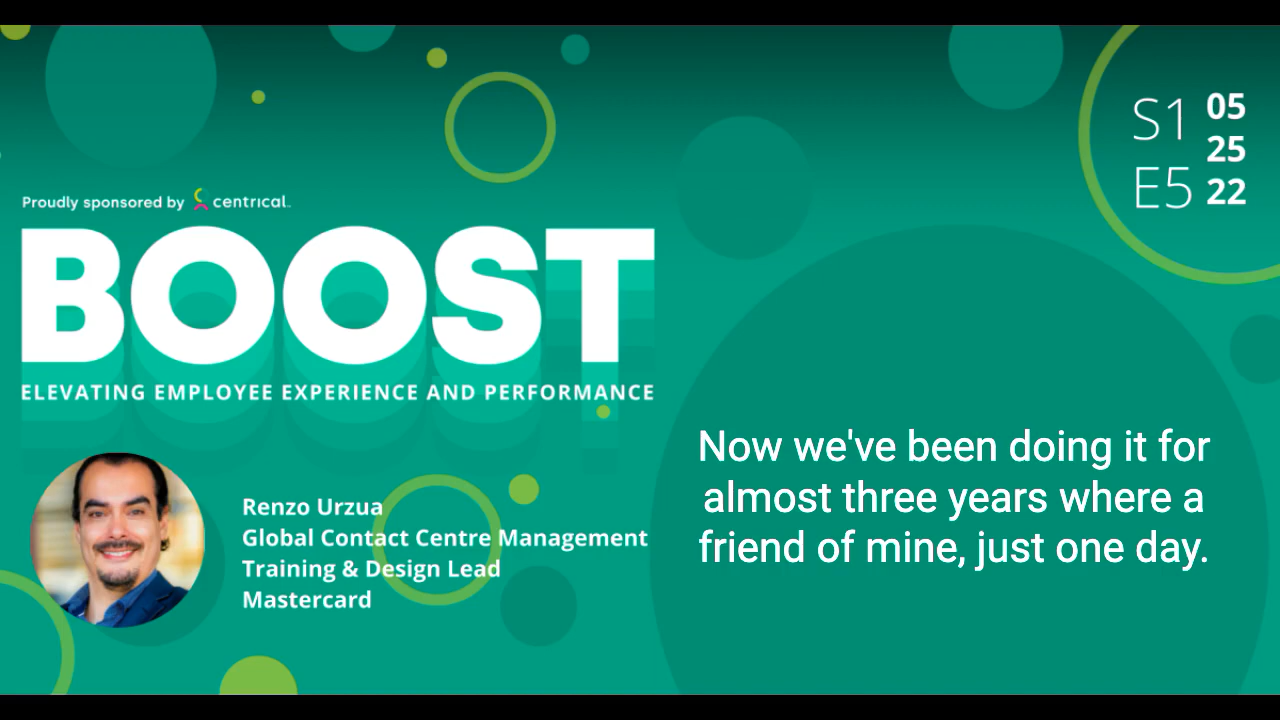 S1 05
25
E5 22
Proudly sponsored by centrical
BOOST
ELEVATING EMPLOYEE EXPERIENCE AND PERFORMANCE
Renzo Urzua
Global Contact Centre Management
Training & Design Lead
Mastercard
Now we've been doing it for
almost three years where a
friend of mine, just one day.